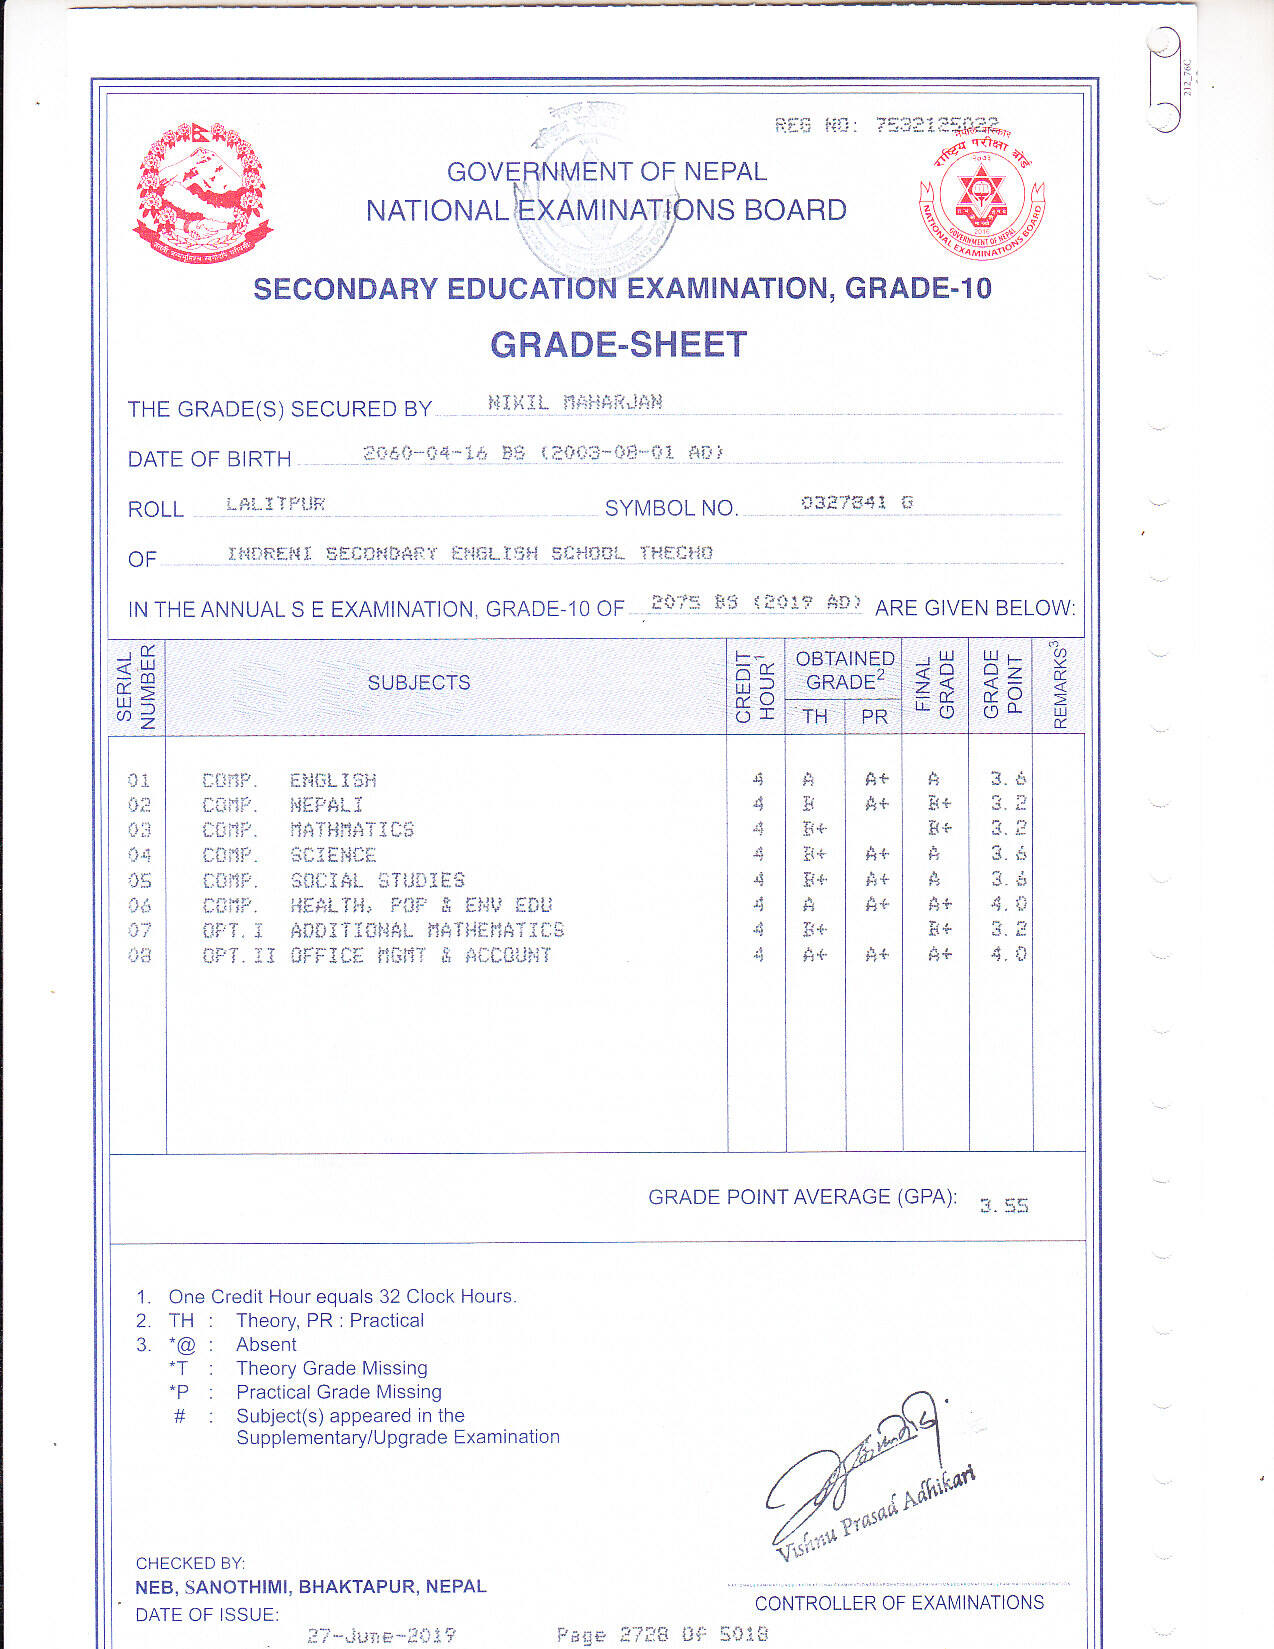 212_76C
REG NO: 7532125022
GOVERNMENT OF NEPAL
NATIONAL EXAMINATIONS BOARD
राष्ट्रिय परीक्षा बोर्ड
२०७३
2016
GOVERNMENT OF NEPAL
NATIONAL EXAMINATIONS BOARD
SECONDARY EDUCATION EXAMINATION, GRADE-10
GRADE-SHEET
THE GRADE(S) SECURED BY NIKIL MAHARJAN
DATE OF BIRTH 2060-04-16 BS (2003-08-01 AD)
ROLL LALITPUR SYMBOL NO. 0327841 G
OF INDRENI SECONDARY ENGLISH SCHOOL THECHO
IN THE ANNUAL S E EXAMINATION, GRADE-10 OF 2075 BS (2019 AD) ARE GIVEN BELOW:
SERIAL NUMBER SUBJECTS CREDIT HOUR1 OBTAINED GRADE2 FINAL GRADE GRADE POINT REMARKS3
TH PR
01 COMP. ENGLISH 4 A A+ A 3.6
02 COMP. NEPALI 4 B A+ B+ 3.2
03 COMP. MATHMATICS 4 B+ B+ 3.2
04 COMP. SCIENCE 4 B+ A+ A 3.6
05 COMP. SOCIAL STUDIES 4 B+ A+ A 3.6
06 COMP. HEALTH, POP & ENV EDU 4 A A+ A+ 4.0
07 OPT. I ADDITIONAL MATHEMATICS 4 B+ B+ 3.2
08 OPT. II OFFICE MGMT & ACCOUNT 4 A+ A+ A+ 4.0
GRADE POINT AVERAGE (GPA): 3.55
1. One Credit Hour equals 32 Clock Hours.
2. TH : Theory, PR : Practical
3. *@ : Absent
*T : Theory Grade Missing
*P : Practical Grade Missing
# : Subject(s) appeared in the
Supplementary/Upgrade Examination
Vishnu Prasad Adhikari
CHECKED BY:
NEB, SANOTHIMI, BHAKTAPUR, NEPAL
CONTROLLER OF EXAMINATIONS
DATE OF ISSUE:
27-June-2019 Page 2728 Of 5018